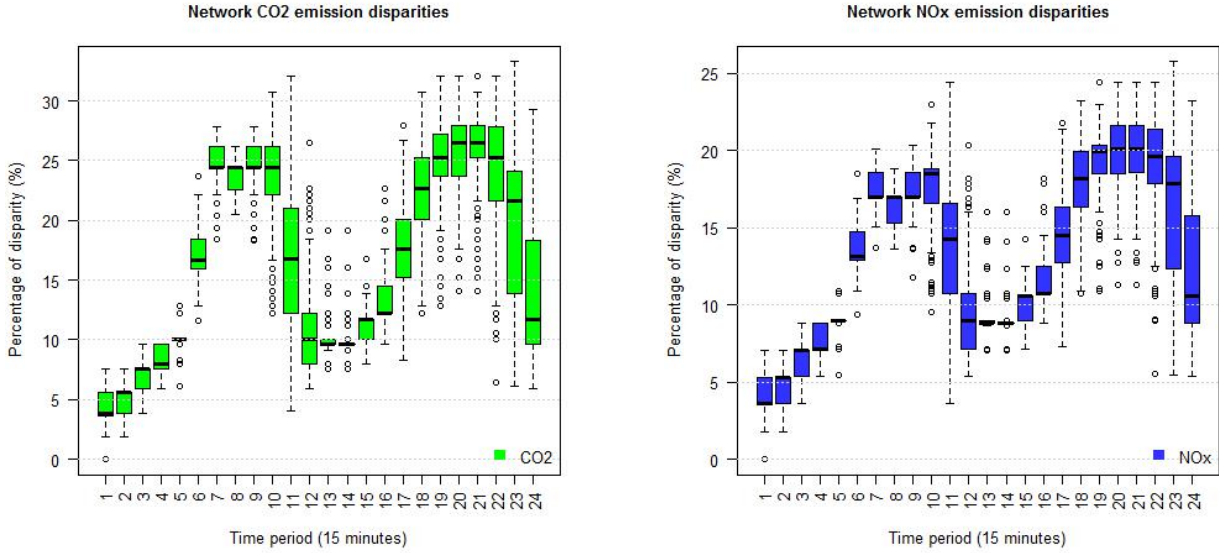 Network CO2 emission disparities
Percentage of disparity (%)
30
25
20
15
10
5
0
CO2
1 2 3 4 5 6 7 8 9 10 11 12 13 14 15 16 17 18 19 20 21 22 23 24
Time period (15 minutes)
Network NOx emission disparities
Percentage of disparity (%)
25
20
15
10
5
0
NOx
1 2 3 4 5 6 7 8 9 10 11 12 13 14 15 16 17 18 19 20 21 22 23 24
Time period (15 minutes)